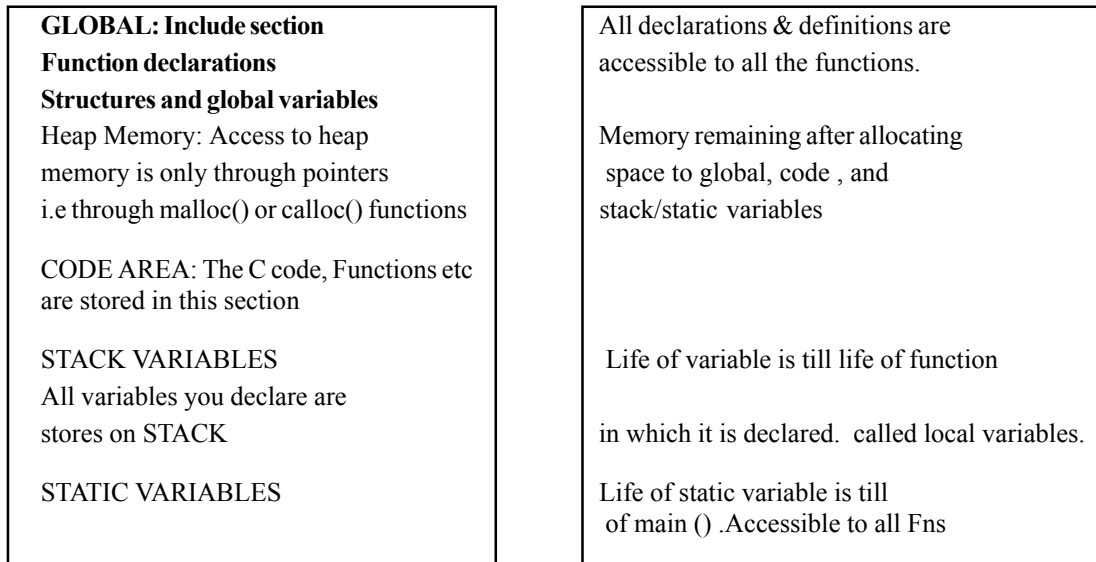 GLOBAL: Include section
Function declarations
Structures and global variables
Heap Memory: Access to heap
memory is only through pointers
i.e through malloc() or calloc() functions
CODE AREA: The C code, Functions etc
are stored in this section
STACK VARIABLES
All variables you declare are
stores on STACK
STATIC VARIABLES
All declarations & definitions are
accessible to all the functions.
Memory remaining after allocating
space to global, code , and
stack/static variables
Life of variable is till life of function
in which it is declared. called local variables.
Life of static variable is till
of main () .Accessible to all Fns